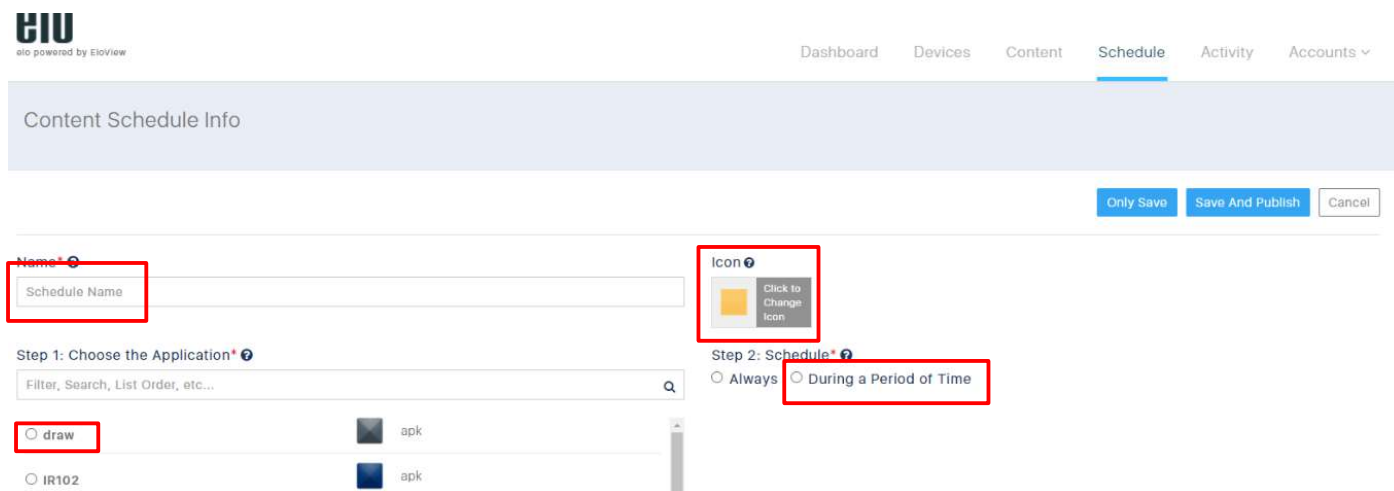 elo
elo powered by EloView
Dashboard Devices Content Schedule Activity Accounts
Content Schedule Info
Only Save Save And Publish Cancel
Name*
Icon
Schedule Name
Click to
Change
Icon
Step 1: Choose the Application*
Step 2: Schedule*
Filter, Search, List Order, etc...
Always During a Period of Time
draw apk
IR102 apk